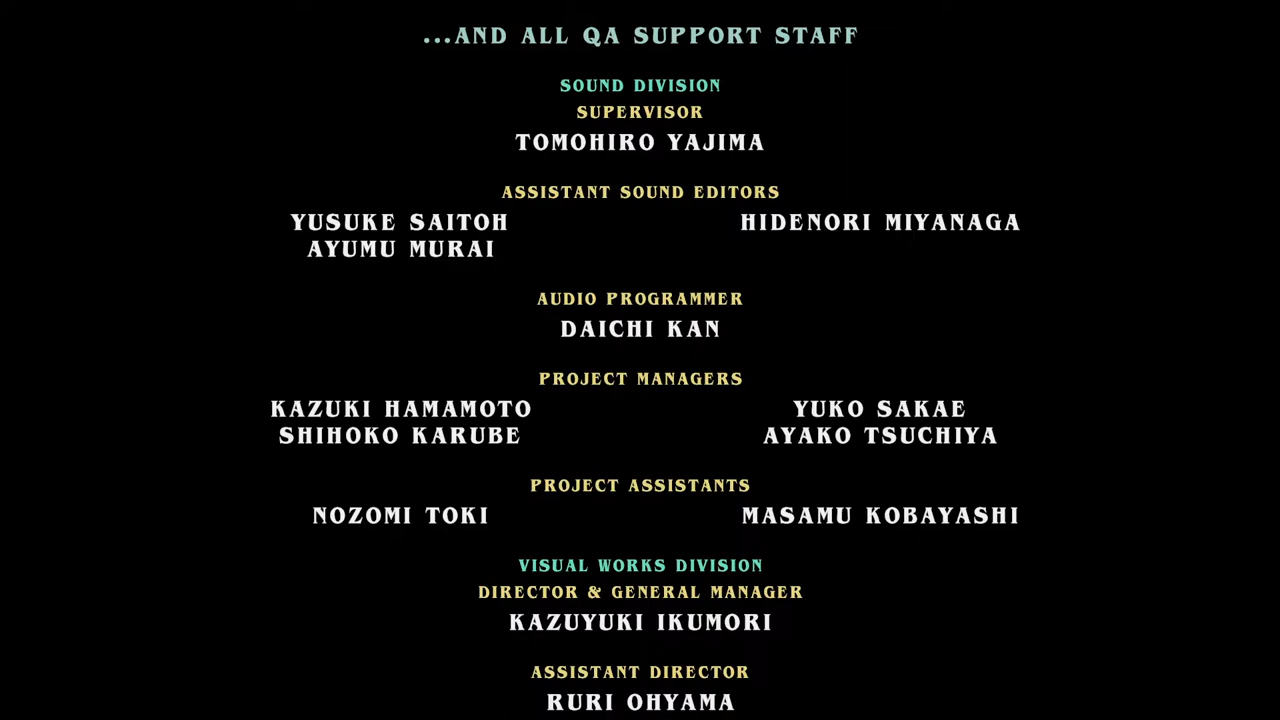 ...AND ALL QA SUPPORT STAFF
SOUND DIVISION
SUPERVISOR
TOMOHIRO YAJIMA
ASSISTANT SOUND EDITORS
YUSUKE SAITOH HIDENORI MIYANAGA
AYUMU MURAI
AUDIO PROGRAMMER
DAICHI KAN
PROJECT MANAGERS
KAZUKI HAMAMOTO YUKO SAKAE
SHIHOKO KARUBE AYAKO TSUCHIYA
PROJECT ASSISTANTS
NOZOMI TOKI MASAMU KOBAYASHI
VISUAL WORKS DIVISION
DIRECTOR & GENERAL MANAGER
KAZUYUKI IKUMORI
ASSISTANT DIRECTOR
RURI OHYAMA